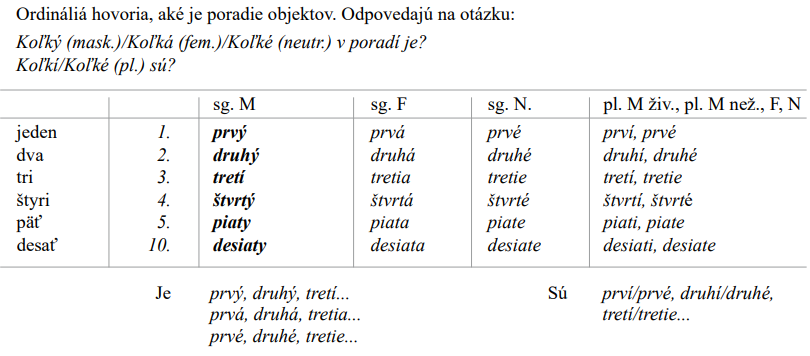 Ordináliá hovoria, aké je poradie objektov. Odpovedajú na otázku:
Koľký (mask.)/Koľká (fem.)/Koľké (neutr.) v poradí je?
Koľkí/Koľké (pl.) sú?
sg. M sg. F sg. N. pl. M živ., pl. M než., F, N
jeden 1. prvý prvá prvé prví, prvé
dva 2. druhý druhá druhé druhí, druhé
tri 3. tretí tretia tretie tretí, tretie
štyri 4. štvrtý štvrtá štvrté štvrtí, štvrté
päť 5. piaty piata piate piati, piate
desať 10. desiaty desiata desiate desiati, desiate
Je prvý, druhý, tretí... Sú prví/prvé, druhí/druhé,
prvá, druhá, tretia... tretí/tretie...
prvé, druhé, tretie...